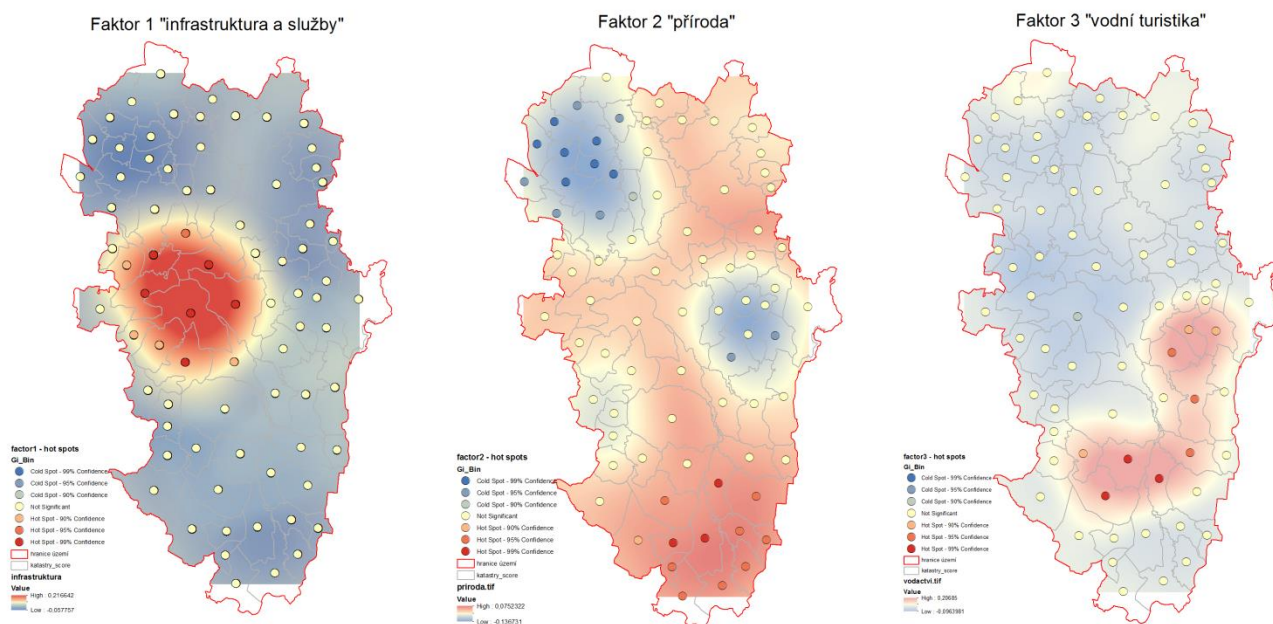 Faktor 1 "infrastruktura a služby"
Faktor 2 "příroda"
Faktor 3 "vodní turistika"
factor1 - hot spots
Gi_Bin
Cold Spot - 99% Confidence
Cold Spot - 95% Confidence
Cold Spot - 90% Confidence
Not Significant
Hot Spot - 90% Confidence
Hot Spot - 95% Confidence
Hot Spot - 99% Confidence
hranice území
katastry_score
infrastruktura
Value
High : 0,216642
Low : -0,057757
factor2 - hot spots
Gi_Bin
Cold Spot - 99% Confidence
Cold Spot - 95% Confidence
Cold Spot - 90% Confidence
Not Significant
Hot Spot - 90% Confidence
Hot Spot - 95% Confidence
Hot Spot - 99% Confidence
hranice území
katastry_score
priroda.tif
Value
High : 0,0752322
Low : -0,136731
factor3 - hot spots
Gi_Bin
Cold Spot - 99% Confidence
Cold Spot - 95% Confidence
Cold Spot - 90% Confidence
Not Significant
Hot Spot - 90% Confidence
Hot Spot - 95% Confidence
Hot Spot - 99% Confidence
hranice území
katastry_score
vodactvi.tif
Value
High : 0,29695
Low : -0,0963981